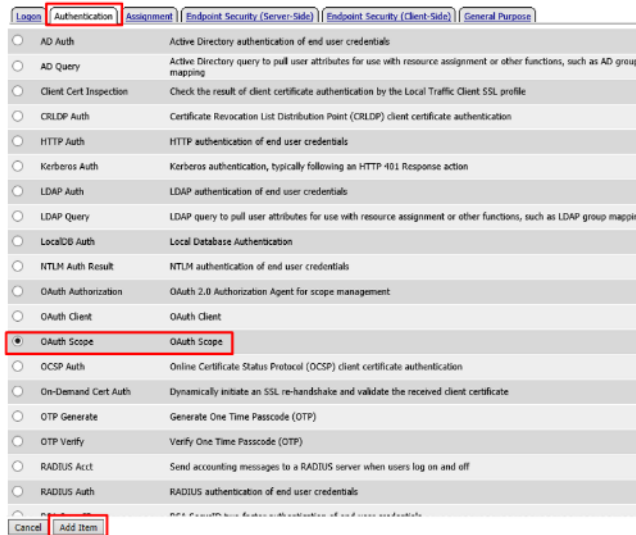 Logon Authentication Assignment Endpoint Security (Server-Side) Endpoint Security (Client-Side) General Purpose
AD Auth Active Directory authentication of end user credentials
AD Query Active Directory query to pull user attributes for use with resource assignment or other functions, such as AD group
mapping
Client Cert Inspection Check the result of client certificate authentication by the Local Traffic Client SSL profile
CRLDP Auth Certificate Revocation List Distribution Point (CRLDP) client certificate authentication
HTTP Auth HTTP authentication of end user credentials
Kerberos Auth Kerberos authentication, typically following an HTTP 401 Response action
LDAP Auth LDAP authentication of end user credentials
LDAP Query LDAP query to pull user attributes for use with resource assignment or other functions, such as LDAP group mappin
LocalDB Auth Local Database Authentication
NTLM Auth Result NTLM authentication of end user credentials
OAuth Authorization OAuth 2.0 Authorization Agent for scope management
OAuth Client OAuth Client
OAuth Scope OAuth Scope
OCSP Auth Online Certificate Status Protocol (OCSP) client certificate authentication
On-Demand Cert Auth Dynamically initiate an SSL re-handshake and validate the received client certificate
OTP Generate Generate One Time Passcode (OTP)
OTP Verify Verify One Time Passcode (OTP)
RADIUS Acct Send accounting messages to a RADIUS server when users log on and off
RADIUS Auth RADIUS authentication of end user credentials
RSA SecurID two-factor authentication of end user credentials
Cancel Add Item